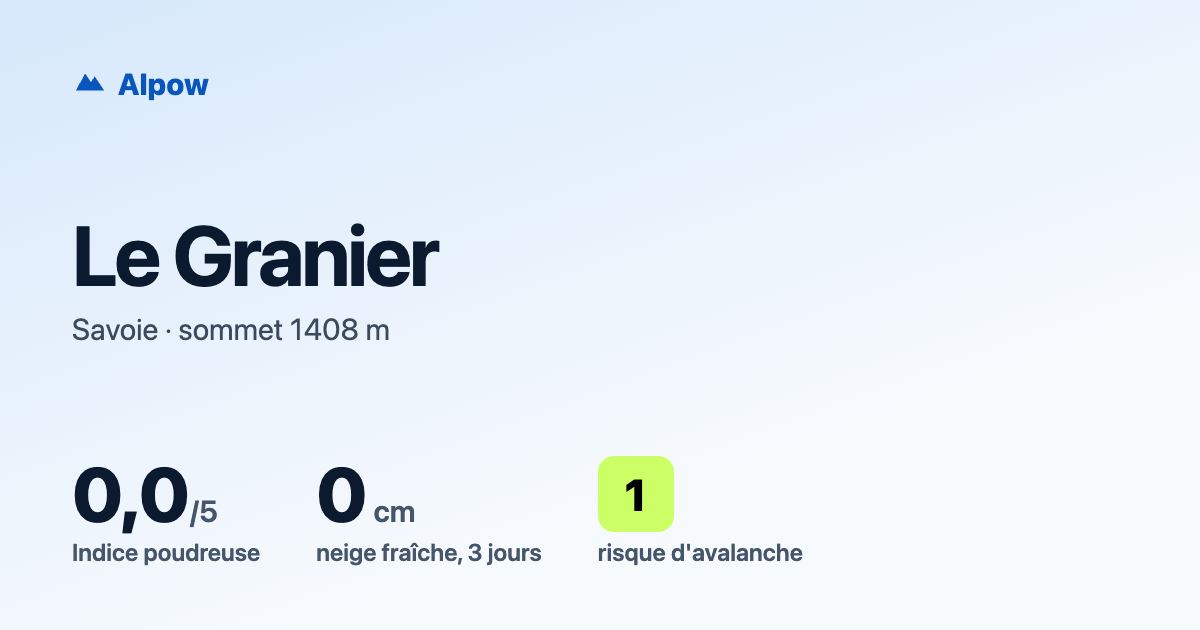 Alpow
Le Granier
Savoie · sommet 1408 m
0,0/5
Indice poudreuse
0 cm
neige fraîche, 3 jours
1
risque d'avalanche